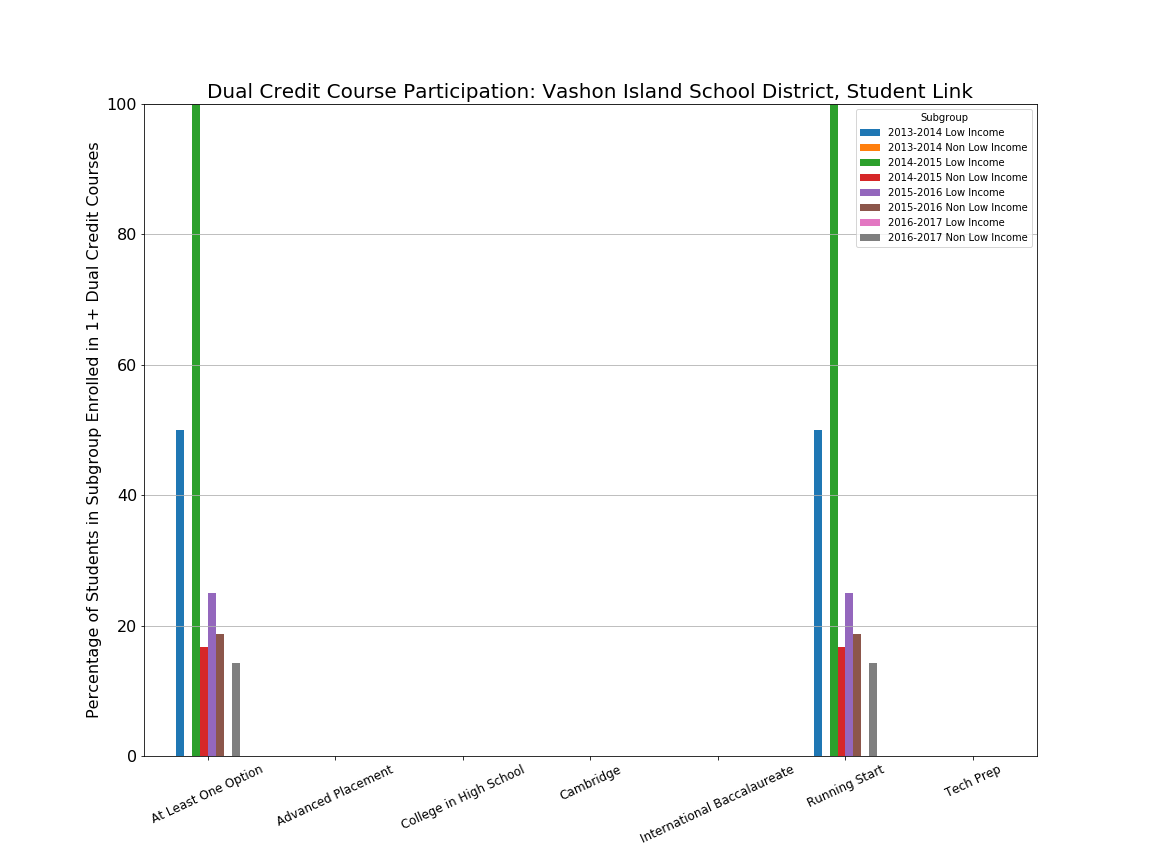 Dual Credit Course Participation: Vashon Island School District, Student Link
Percentage of Students in Subgroup Enrolled in 1+ Dual Credit Courses
100
80
60
40
20
0
Subgroup
2013-2014 Low Income
2013-2014 Non Low Income
2014-2015 Low Income
2014-2015 Non Low Income
2015-2016 Low Income
2015-2016 Non Low Income
2016-2017 Low Income
2016-2017 Non Low Income
At Least One Option
Advanced Placement
College in High School
Cambridge
International Baccalaureate
Running Start
Tech Prep